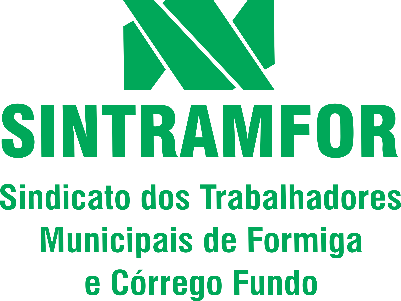 SINTRAMFOR
Sindicato dos Trabalhadores
Municipais de Formiga
e Córrego Fundo